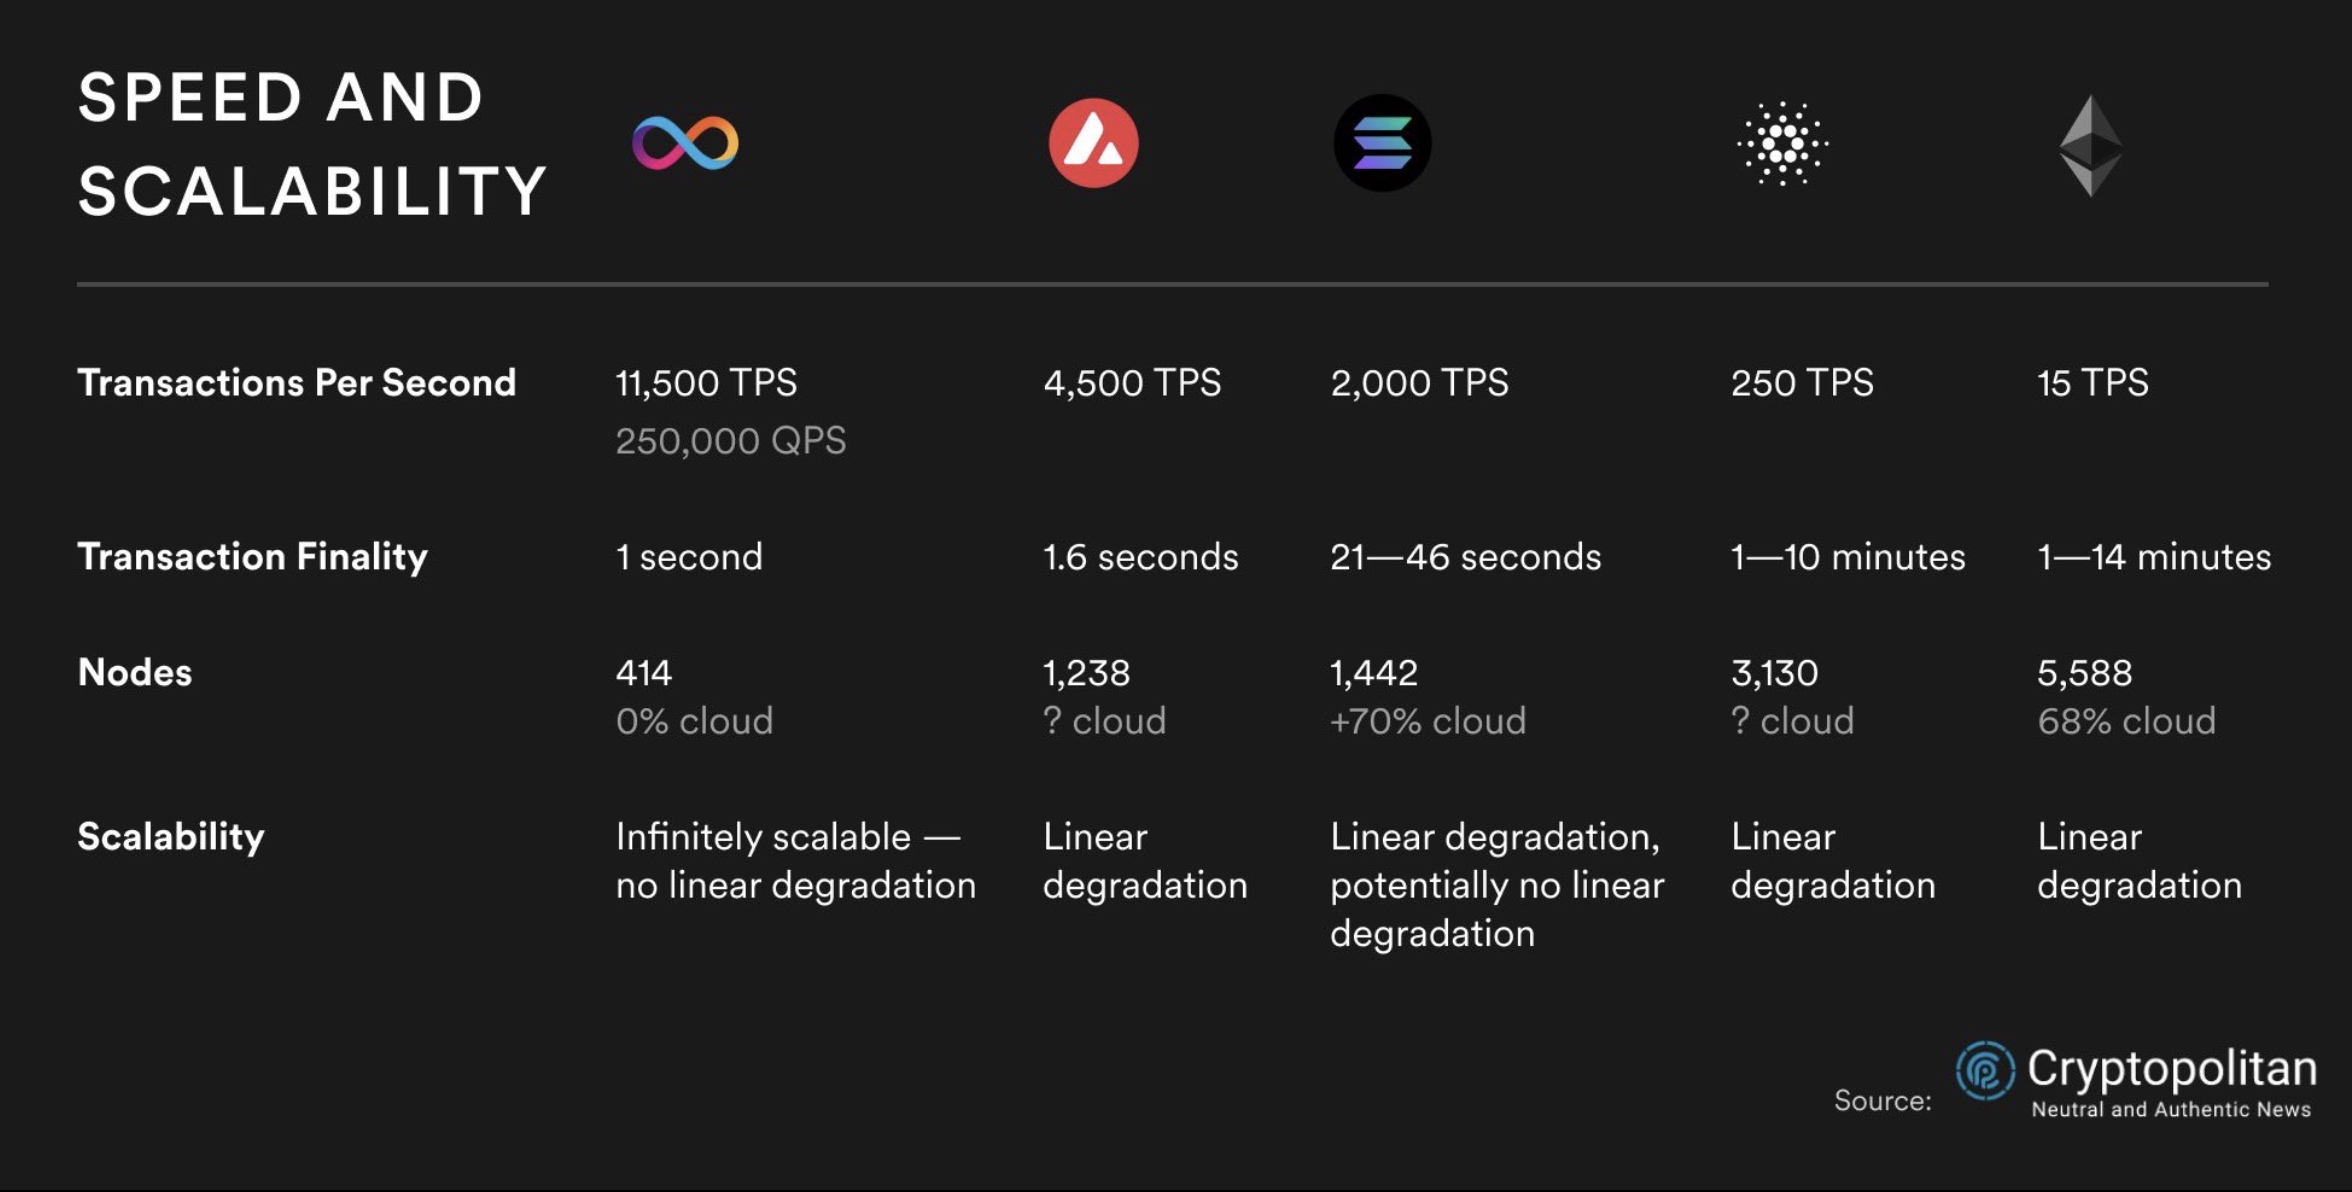 SPEED AND
SCALABILITY
Transactions Per Second 11,500 TPS 4,500 TPS 2,000 TPS 250 TPS 15 TPS
250,000 QPS
Transaction Finality 1 second 1.6 seconds 21—46 seconds 1—10 minutes 1—14 minutes
Nodes 414 1,238 1,442 3,130 5,588
0% cloud ? cloud +70% cloud ? cloud 68% cloud
Scalability Infinitely scalable — Linear Linear degradation, Linear Linear
no linear degradation degradation potentially no linear degradation degradation
degradation
Source: Cryptopolitan
Neutral and Authentic News